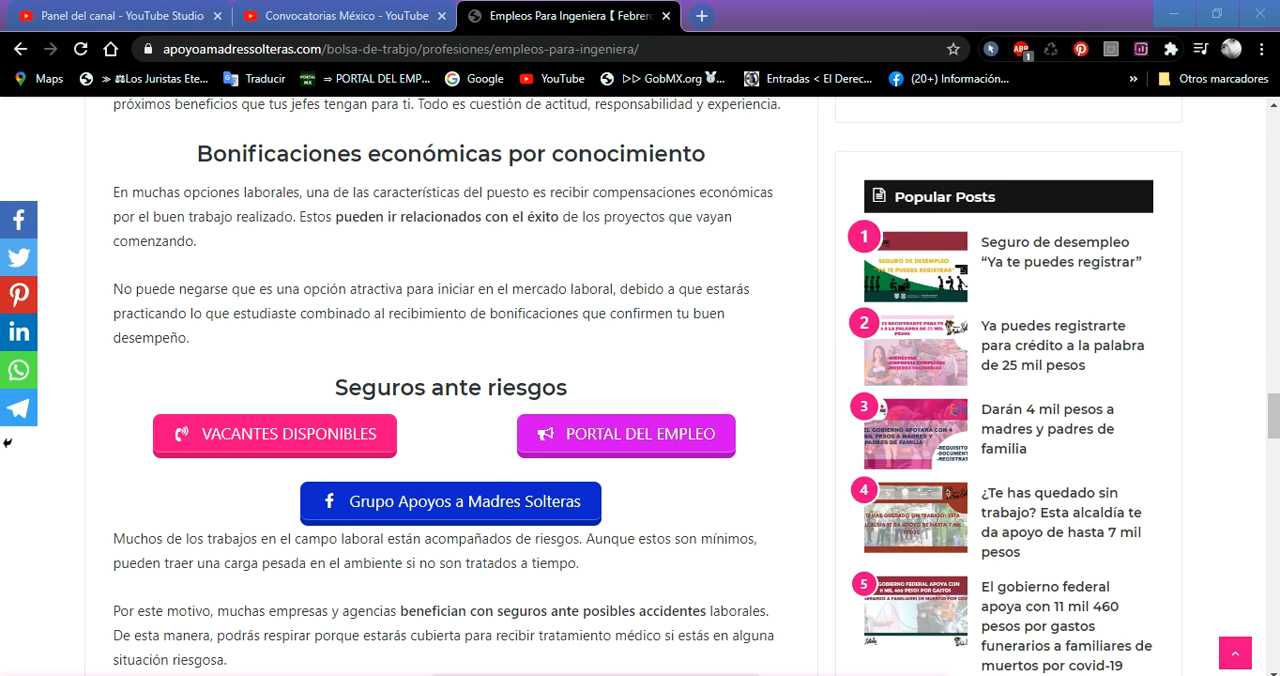 Panel del canal - YouTube Studio
Convocatorias México - YouTube
Empleos Para Ingeniera【 Febrero
apoyoamadressolteras.com/bolsa-de-trabjo/profesiones/empleos-para-ingeniera/
ABP
1
Maps
» ⚖Los Juristas Ete...
Traducir
⇒ PORTAL DEL EMP...
Google
YouTube
▷▷ GobMX.org ...
Entradas < El Derec...
(20+) Información...
»
Otros marcadores
próximos beneficios que tus jefes tengan para ti. Todo es cuestión de actitud, responsabilidad y experiencia.
Bonificaciones económicas por conocimiento
En muchas opciones laborales, una de las características del puesto es recibir compensaciones económicas
por el buen trabajo realizado. Estos pueden ir relacionados con el éxito de los proyectos que vayan
comenzando.
No puede negarse que es una opción atractiva para iniciar en el mercado laboral, debido a que estarás
practicando lo que estudiaste combinado al recibimiento de bonificaciones que confirmen tu buen
desempeño.
Seguros ante riesgos
VACANTES DISPONIBLES
PORTAL DEL EMPLEO
Grupo Apoyos a Madres Solteras
Muchos de los trabajos en el campo laboral están acompañados de riesgos. Aunque estos son mínimos,
pueden traer una carga pesada en el ambiente si no son tratados a tiempo.
Por este motivo, muchas empresas y agencias benefician con seguros ante posibles accidentes laborales.
De esta manera, podrás respirar porque estarás cubierta para recibir tratamiento médico si estás en alguna
situación riesgosa.
Popular Posts
1
SEGURO DE DESEMPLEO
"YA TE PUEDES REGISTRAR"
Seguro de desempleo
“Ya te puedes registrar”
2
Ya puedes registrarte
para crédito a la palabra
de 25 mil pesos
3
Darán 4 mil pesos a
madres y padres de
familia
4
¿Te has quedado sin
trabajo? Esta alcaldía te
da apoyo de hasta 7 mil
pesos
5
El gobierno federal
apoya con 11 mil 460
pesos por gastos
funerarios a familiares de
muertos por covid-19